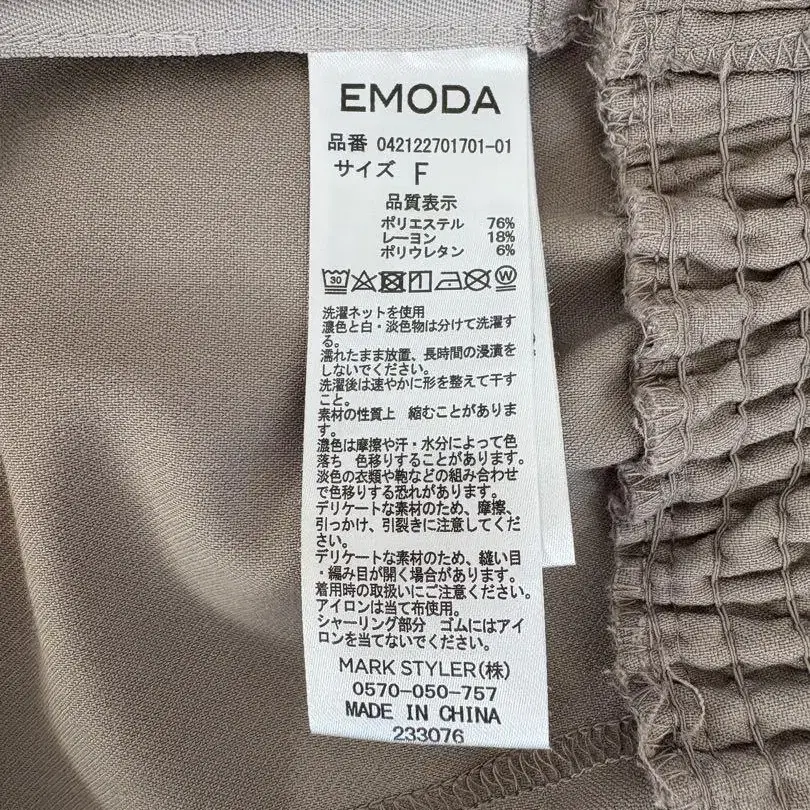 EMODA
品番 042122701701-01
サイズ F
品質表示
ポリエステル 76%
レーヨン 18%
ポリウレタン 6%
30 W
洗濯ネットを使用
濃色と白・淡色物は分けて洗濯す
る。
濡れたまま放置、長時間の浸漬を
しないでください。
洗濯後は速やかに形を整えて干す
こと。
素材の性質上 縮むことがありま
す。
濃色は摩擦や汗・水分によって色
落ち 色移りすることがあります。
淡色の衣類や鞄などの組み合わせ
で色移りする恐れがあります。
デリケートな素材のため、摩擦、
引っかけ、引裂きに注意してくだ
さい。
デリケートな素材のため、縫い目
・編み目が開く場合があります。
着用時の取扱いにご注意ください。
アイロンは当て布使用。
シャーリング部分 ゴムにはアイ
ロンを当てないでください。
MARK STYLER(株)
0570-050-757
MADE IN CHINA
233076